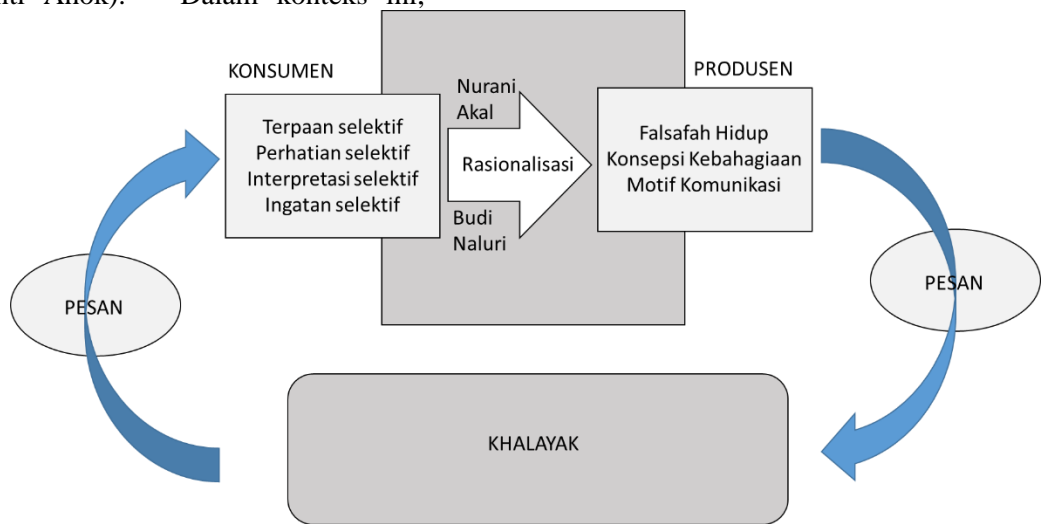 Dalam konteks ini,
KONSUMEN
PRODUSEN
Nurani
Akal
Terpaan selektif
Perhatian selektif
Interpretasi selektif
Ingatan selektif
Rasionalisasi
Falsafah Hidup
Konsepsi Kebahagiaan
Motif Komunikasi
Budi
Naluri
PESAN
PESAN
KHALAYAK